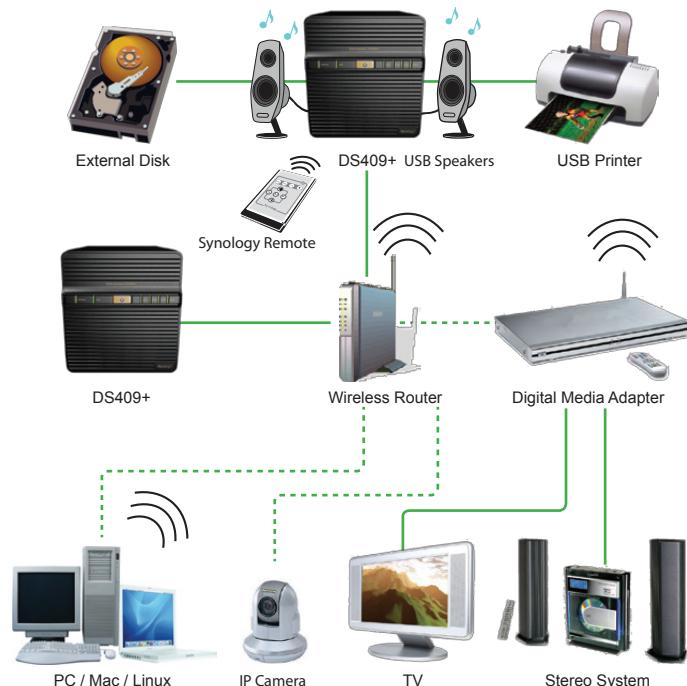 External Disk
DS409+
USB Speakers
USB Printer
Synology Remote
DS409+
Wireless Router
Digital Media Adapter
PC / Mac / Linux
IP Camera
TV
Stereo System